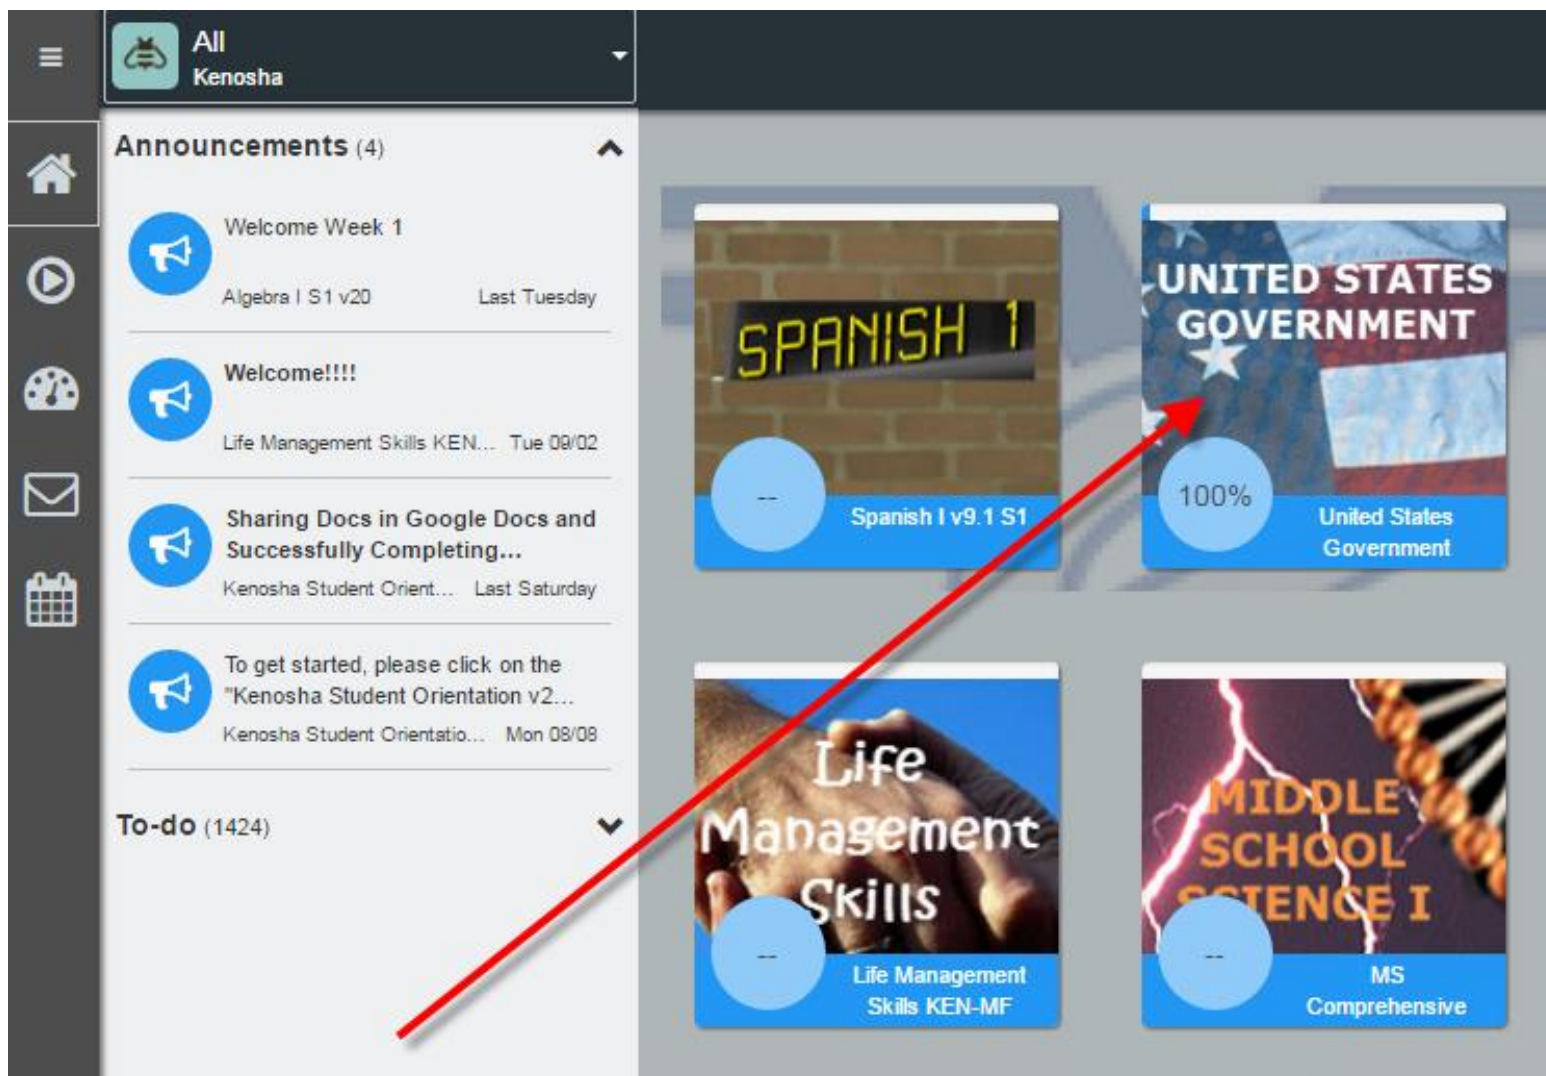 All
Kenosha
Announcements (4)
Welcome Week 1
Algebra I S1 v20 Last Tuesday
Welcome!!!!
Life Management Skills KEN... Tue 09/02
Sharing Docs in Google Docs and
Successfully Completing...
Kenosha Student Orient... Last Saturday
To get started, please click on the
"Kenosha Student Orientation v2...
Kenosha Student Orientatio... Mon 08/08
To-do (1424)
SPANISH 1
--
Spanish I v9.1 S1
UNITED STATES
GOVERNMENT
100%
United States
Government
Life
Management
Skills
--
Life Management
Skills KEN-MF
MIDDLE
SCHOOL
SCIENCE I
--
MS
Comprehensive